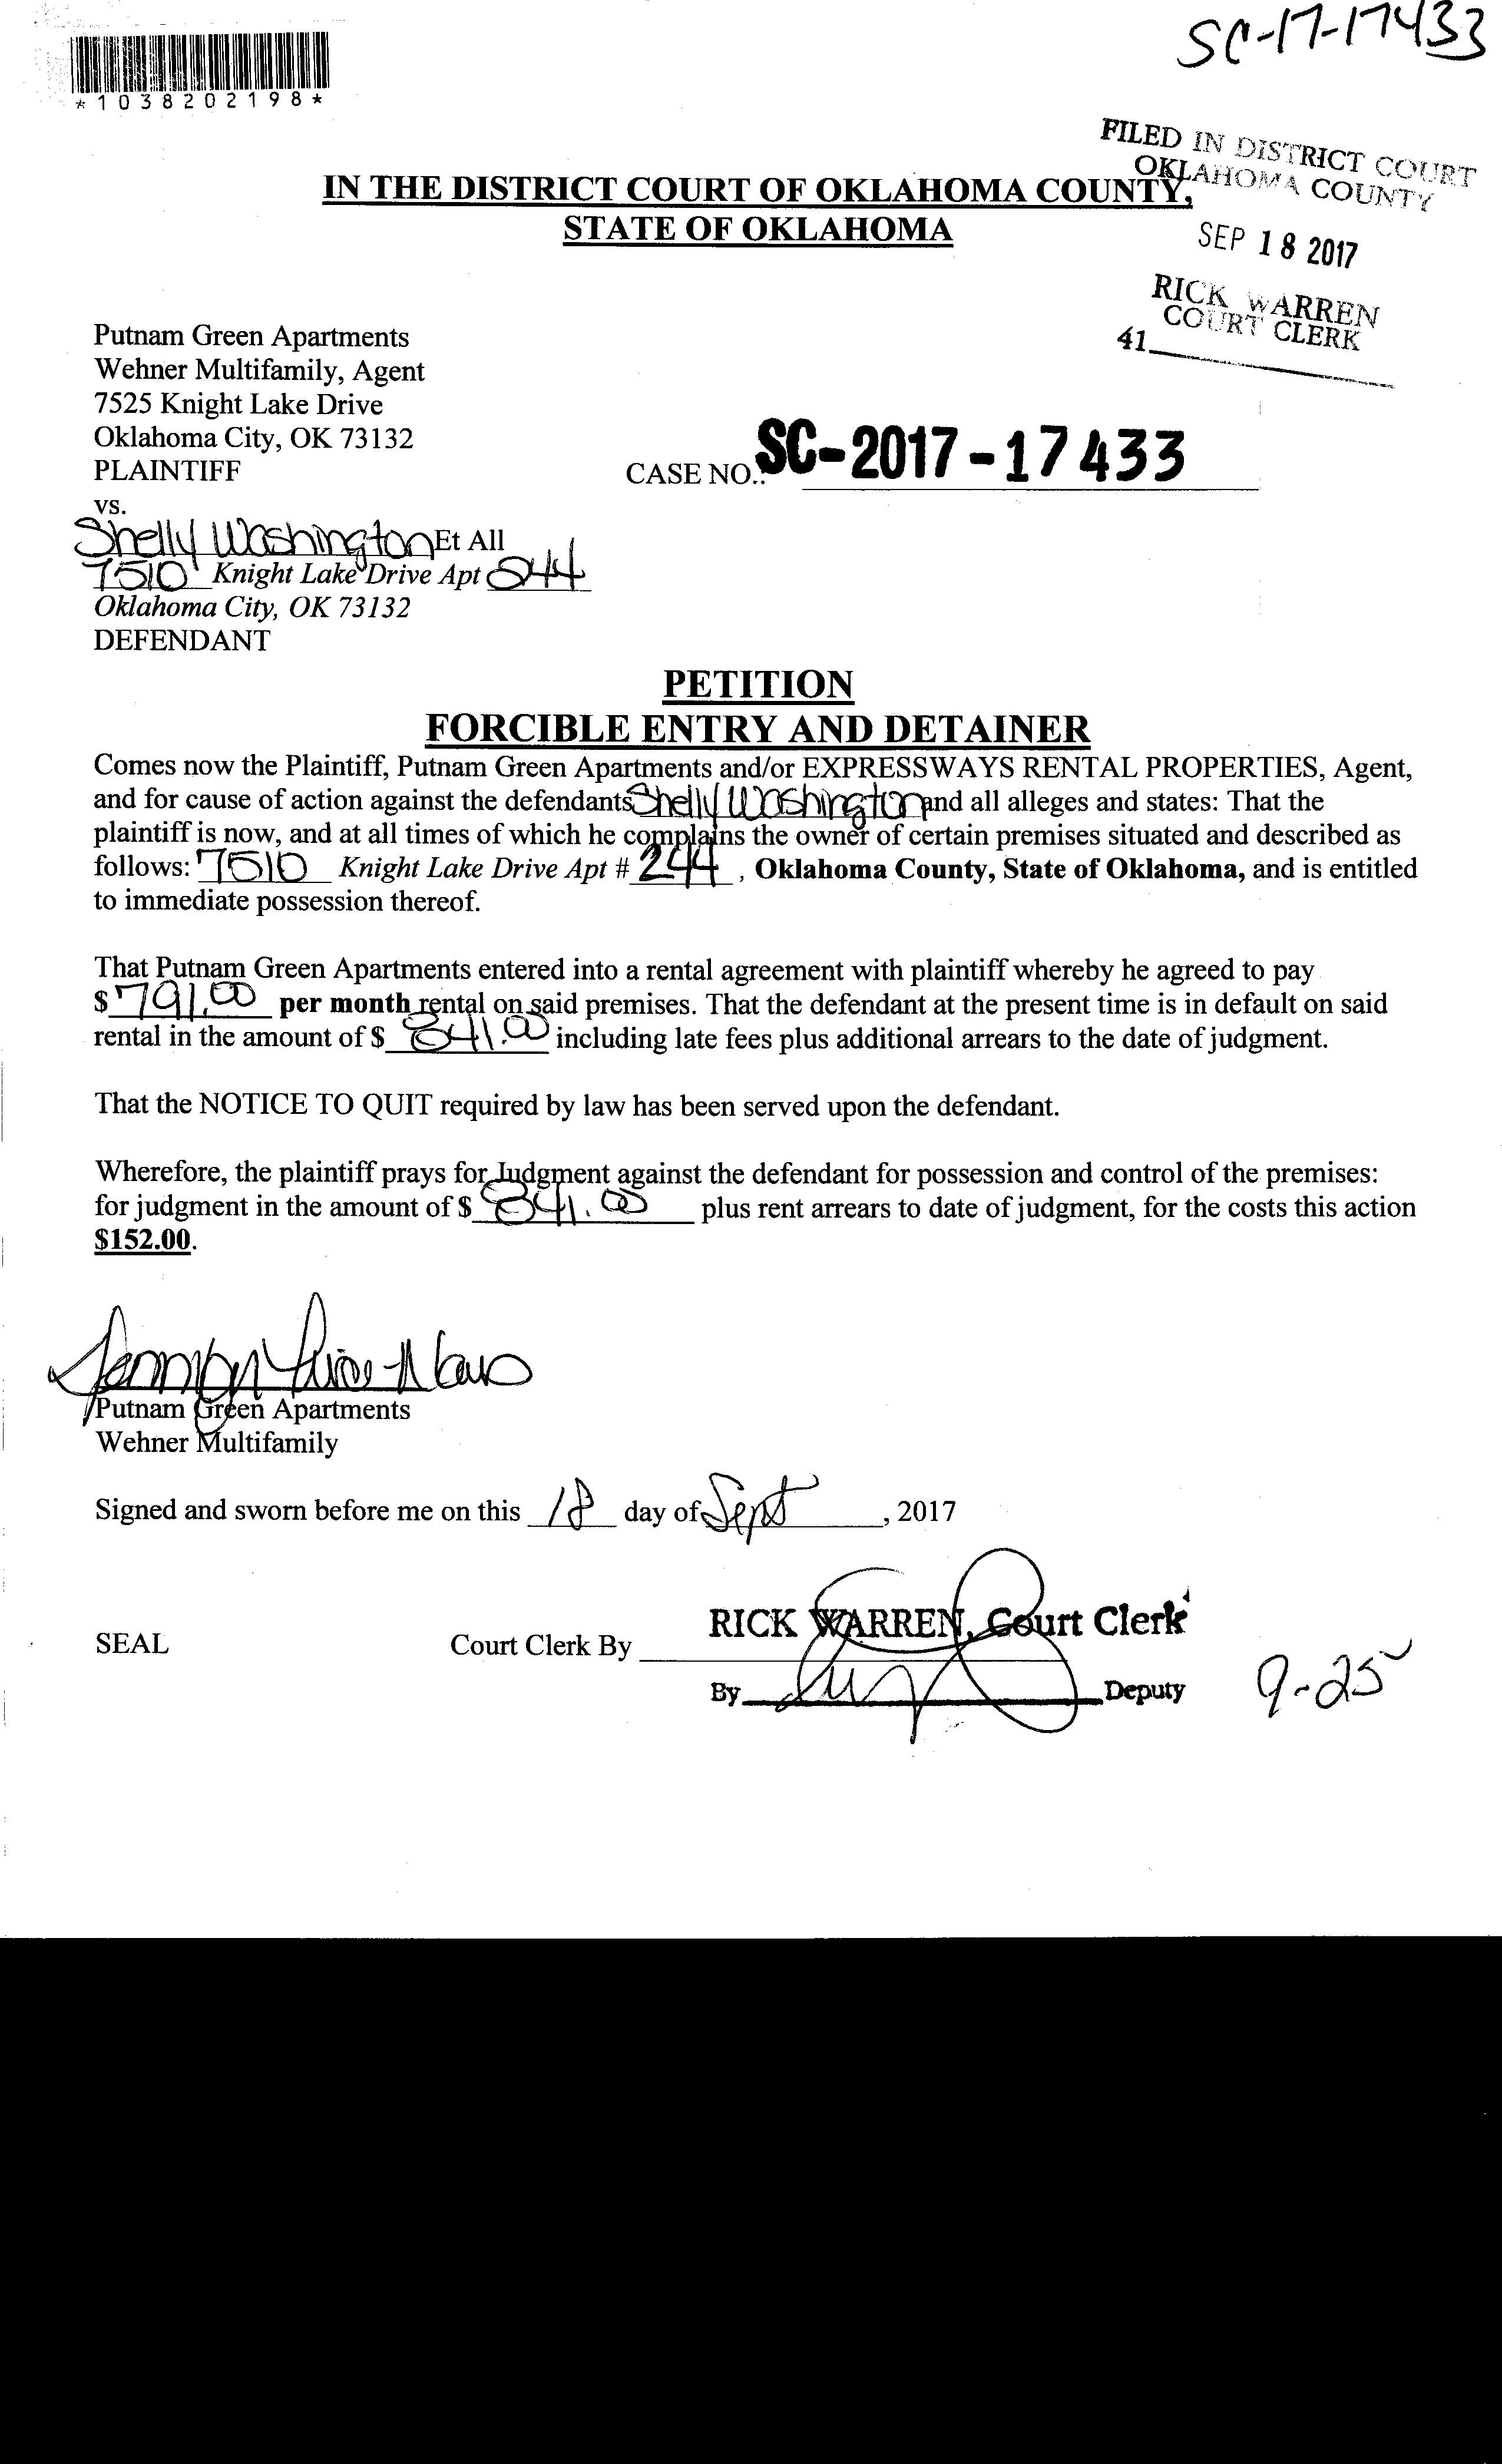 SC-17-17433
*1038202198*
FILED IN DISTRICT COURT
OKLAHOMA COUNTY
IN THE DISTRICT COURT OF OKLAHOMA COUNTY,
STATE OF OKLAHOMA
SEP 18 2017
RICK WARREN
COURT CLERK
41
Putnam Green Apartments
Wehner Multifamily, Agent
7525 Knight Lake Drive
Oklahoma City, OK 73132
PLAINTIFF
CASE NO.: SC-2017-17433
vs.
Shelly Washington Et All
7510 Knight Lake Drive Apt 244
Oklahoma City, OK 73132
DEFENDANT
PETITION
FORCIBLE ENTRY AND DETAINER
Comes now the Plaintiff, Putnam Green Apartments and/or EXPRESSWAYS RENTAL PROPERTIES, Agent,
and for cause of action against the defendants Shelly Washington and all alleges and states: That the
plaintiff is now, and at all times of which he complains the owner of certain premises situated and described as
follows: 7510 Knight Lake Drive Apt # 244, Oklahoma County, State of Oklahoma, and is entitled
to immediate possession thereof.
That Putnam Green Apartments entered into a rental agreement with plaintiff whereby he agreed to pay
$ 791.00 per month rental on said premises. That the defendant at the present time is in default on said
rental in the amount of $ 841.00 including late fees plus additional arrears to the date of judgment.
That the NOTICE TO QUIT required by law has been served upon the defendant.
Wherefore, the plaintiff prays for Judgment against the defendant for possession and control of the premises:
for judgment in the amount of $ 841.00 plus rent arrears to date of judgment, for the costs this action
$152.00.
Putnam Green Apartments
Wehner Multifamily
Signed and sworn before me on this 18 day of Sept, 2017
RICK WARREN, Court Clerk
SEAL Court Clerk By
By Deputy 9-25